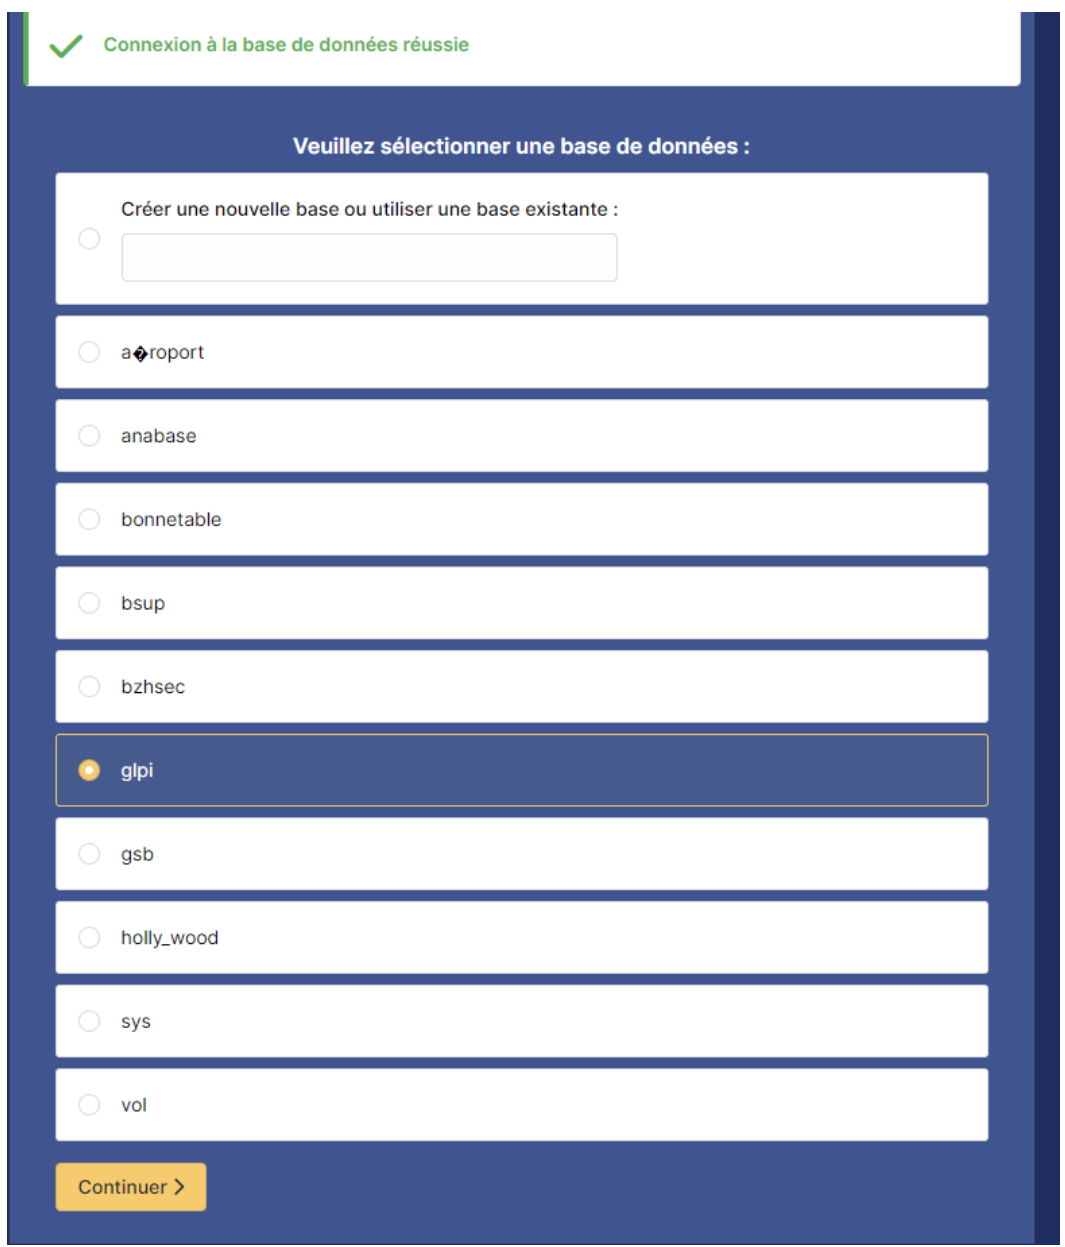 Connexion à la base de données réussie
Veuillez sélectionner une base de données :
Créer une nouvelle base ou utiliser une base existante :
a�roport
anabase
bonnetable
bsup
bzhsec
glpi
gsb
holly_wood
sys
vol
Continuer